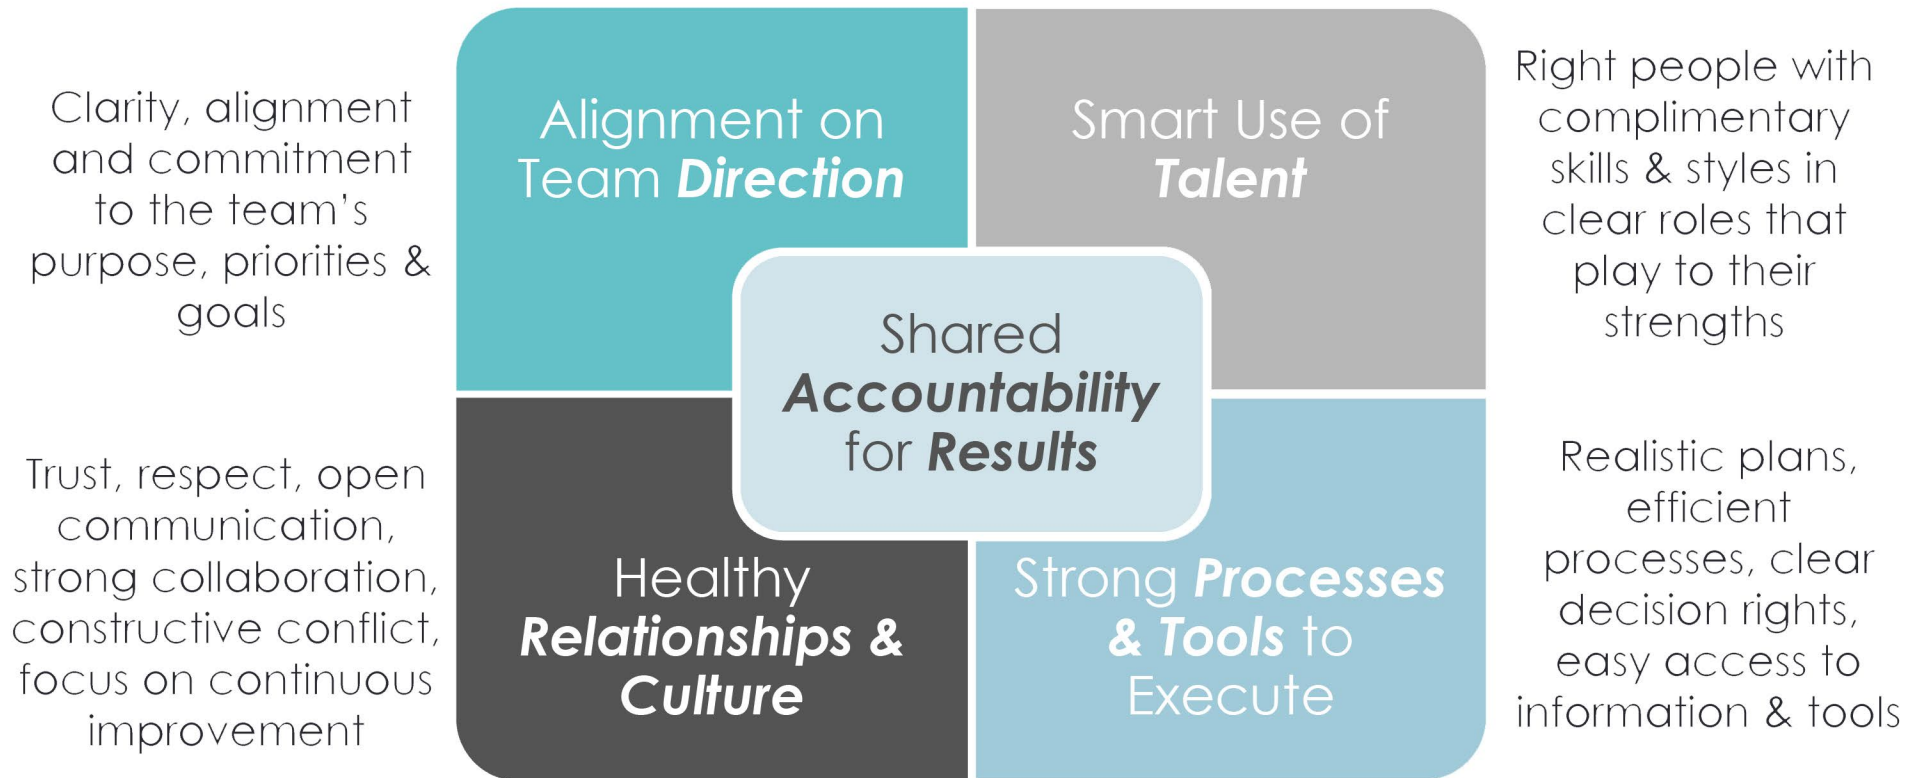 Clarity, alignment
and commitment
to the team's
purpose, priorities &
goals
Alignment on
Team Direction
Smart Use of
Talent
Right people with
complimentary
skills & styles in
clear roles that
play to their
strengths
Shared
Accountability
for Results
Trust, respect, open
communication,
strong collaboration,
constructive conflict,
focus on continuous
improvement
Healthy
Relationships &
Culture
Strong Processes
& Tools to
Execute
Realistic plans,
efficient
processes, clear
decision rights,
easy access to
information & tools